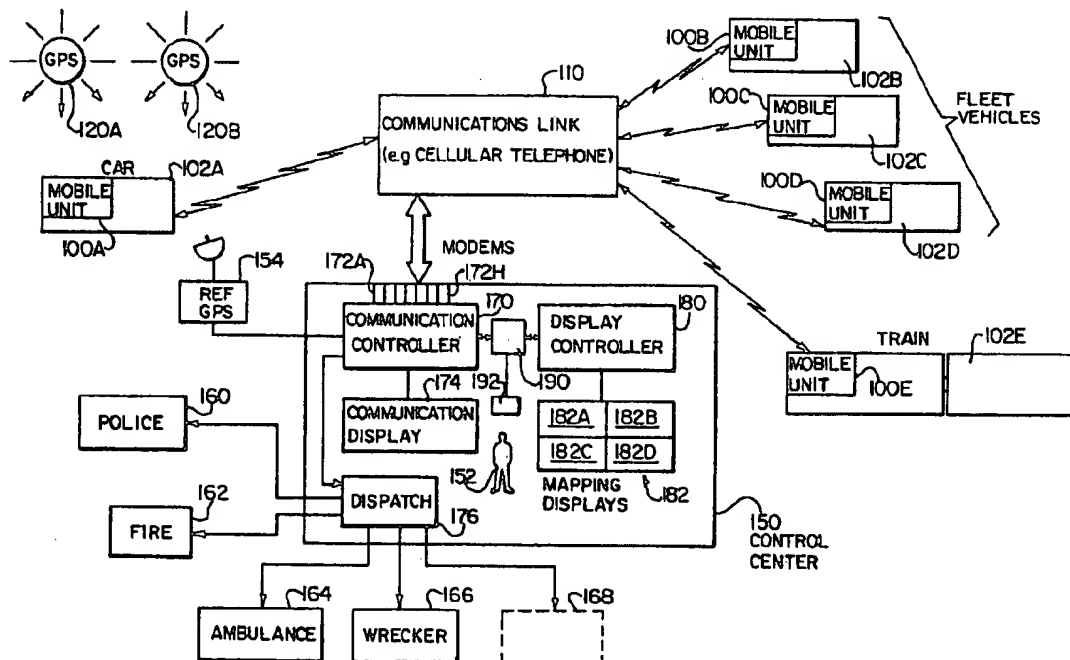 GPS
GPS
120A
120B
CAR
102A
MOBILE
UNIT
100A
110
COMMUNICATIONS LINK
(e.g CELLULAR TELEPHONE)
100B
MOBILE
UNIT
102B
100C
MOBILE
UNIT
102C
100D
MOBILE
UNIT
102D
FLEET
VEHICLES
TRAIN
102E
MOBILE
UNIT
100E
MODEMS
172A
172H
154
REF
GPS
170
COMMUNICATION
CONTROLLER
180
DISPLAY
CONTROLLER
190
192
174
COMMUNICATION
DISPLAY
182A
182B
182C
182D
MAPPING
DISPLAYS
182
152
DISPATCH
176
150
CONTROL
CENTER
160
POLICE
162
FIRE
164
AMBULANCE
166
WRECKER
168